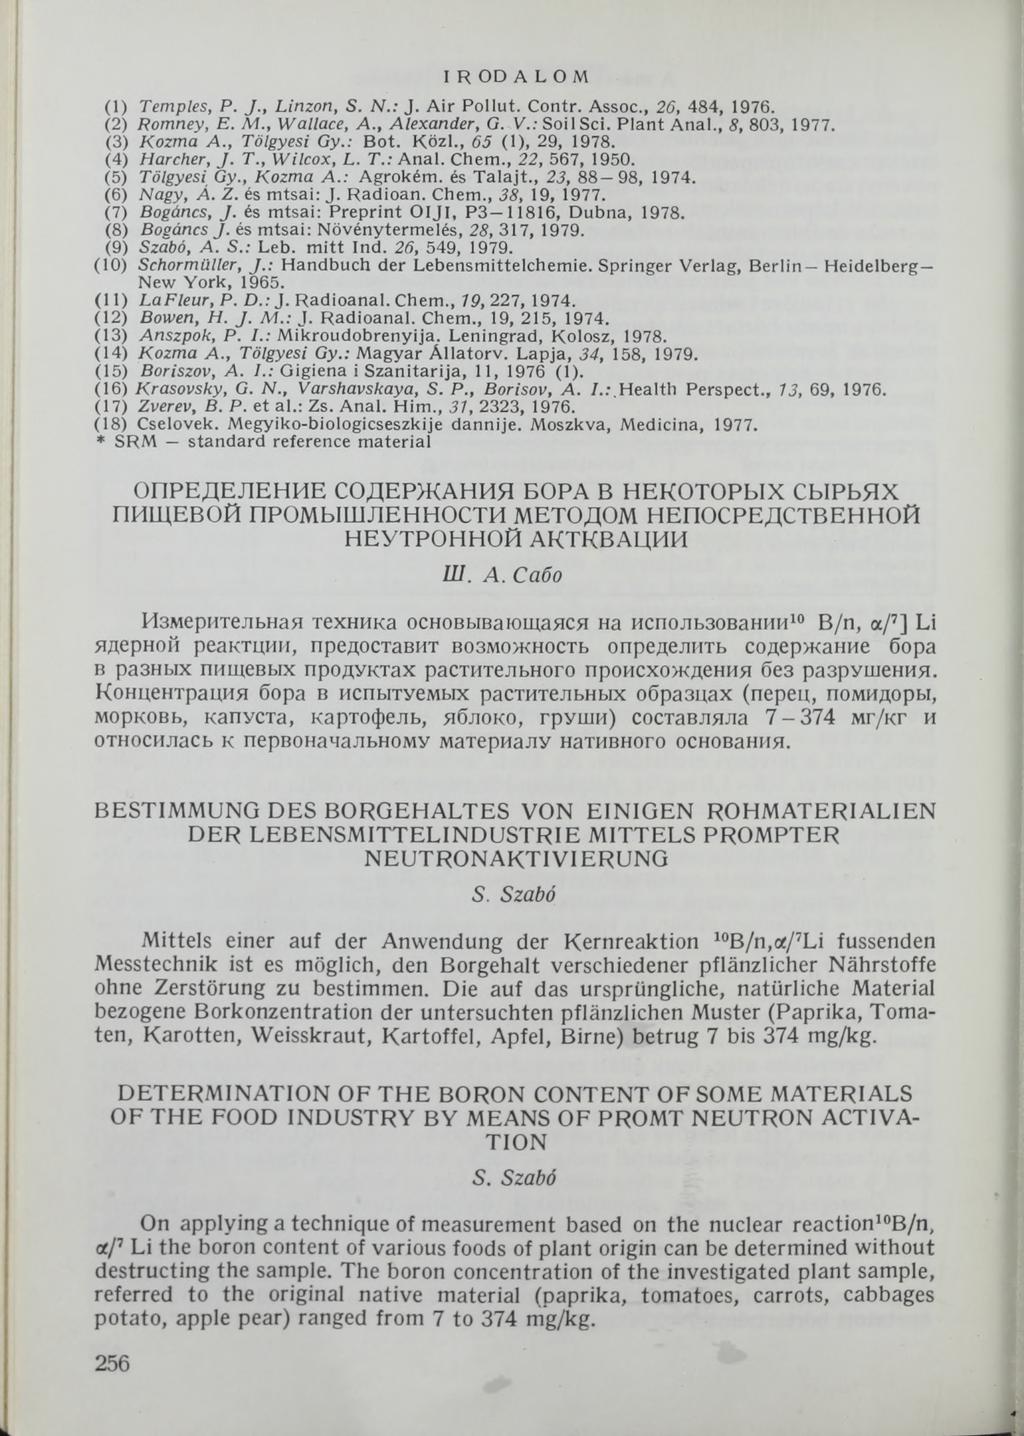 I R OD A L O M
(1) Temples, P. J., Linzon, S. N.: J. Air Pollut. Contr. Assoc., 26, 484, 1976.
(2) Romney, E. M., Wallace, A., Alexander, G. V.: Soil Sci. Plant Anal., 8, 803, 1977.
(3) Kozma A., Tölgyesi Gy.: Bot. Közl., 65 (1), 29, 1978.
(4) Harcher, J. T., Wilcox, L. T.: Anal. Chem., 22, 567, 1950.
(5) Tölgyesi Gy., Kozma A.: Agrokém. és Talajt., 23, 88—98, 1974.
(6) Nagy, Á. Z. és mtsai: J. Radioan. Chem., 38, 19, 1977.
(7) Bogáncs, J. és mtsai: Preprint OIJI, P3—11816, Dubna, 1978.
(8) Bogáncs J. és mtsai: Növénytermelés, 28, 317, 1979.
(9) Szabó, A. S.: Leb. mitt Ind. 26, 549, 1979.
(10) Schormüller, J.: Handbuch der Lebensmittelchemie. Springer Verlag, Berlin— Heidelberg—
New York, 1965.
(11) LaFleur, P. D.: J. Radioanal. Chem., 19, 227, 1974.
(12) Bowen, H. J. M.: J. Radioanal. Chem., 19, 215, 1974.
(13) Anszpok, P. I.: Mikroudobrenyija. Leningrad, Kolosz, 1978.
(14) Kozma A., Tölgyesi Gy.: Magyar Állatorv. Lapja, 34, 158, 1979.
(15) Boriszov, A. I.: Gigiena i Szanitarija, 11, 1976 (1).
(16) Krasovsky, G. N., Varshavskaya, S. P., Borisov, A. I.: Health Perspect., 13, 69, 1976.
(17) Zverev, B. P. et al.: Zs. Anal. Him., 31, 2323, 1976.
(18) Cselovek. Megyiko-biologicseszkije dannije. Moszkva, Medicina, 1977.
* SRM — standard reference material
ОПРЕДЕЛЕНИЕ СОДЕРЖАНИЯ БОРА В НЕКОТОРЫХ СЫРЬЯХ
ПИЩЕВОЙ ПРОМЫШЛЕННОСТИ МЕТОДОМ НЕПОСРЕДСТВЕННОЙ
НЕУТРОННОЙ АКТКВАЦИИ
Ш. А. Сабо
Измерительная техника основывающаяся на использовании¹⁰ B/n, α/⁷] Li
ядерной реактции, предоставит возможность определить содержание бора
в разных пищевых продуктах растительного происхождения без разрушения.
Концентрация бора в испытуемых растительных образцах (перец, помидоры,
морковь, капуста, картофель, яблоко, груши) составляла 7—374 мг/кг и
относилась к первоначальному материалу нативного основания.
BESTIMMUNG DES BORGEHALTES VON EINIGEN ROHMATERIALIEN
DER LEBENSMITTELINDUSTRIE MITTELS PROMPTER
NEUTRONAKTIVIERUNG
S. Szabó
Mittels einer auf der Anwendung der Kernreaktion ¹⁰B/n,α/⁷Li fussenden
Messtechnik ist es möglich, den Borgehalt verschiedener pflänzlicher Nährstoffe
ohne Zerstörung zu bestimmen. Die auf das ursprüngliche, natürliche Material
bezogene Borkonzentration der untersuchten pflänzlichen Muster (Paprika, Toma-
ten, Karotten, Weisskraut, Kartoffel, Apfel, Birne) betrug 7 bis 374 mg/kg.
DETERMINATION OF THE BORON CONTENT OF SOME MATERIALS
OF THE FOOD INDUSTRY BY MEANS OF PROMT NEUTRON ACTIVA-
TION
S. Szabó
On applying a technique of measurement based on the nuclear reaction¹⁰B/n,
α/⁷ Li the boron content of various foods of plant origin can be determined without
destructing the sample. The boron concentration of the investigated plant sample,
referred to the original native material (paprika, tomatoes, carrots, cabbages
potato, apple pear) ranged from 7 to 374 mg/kg.
256